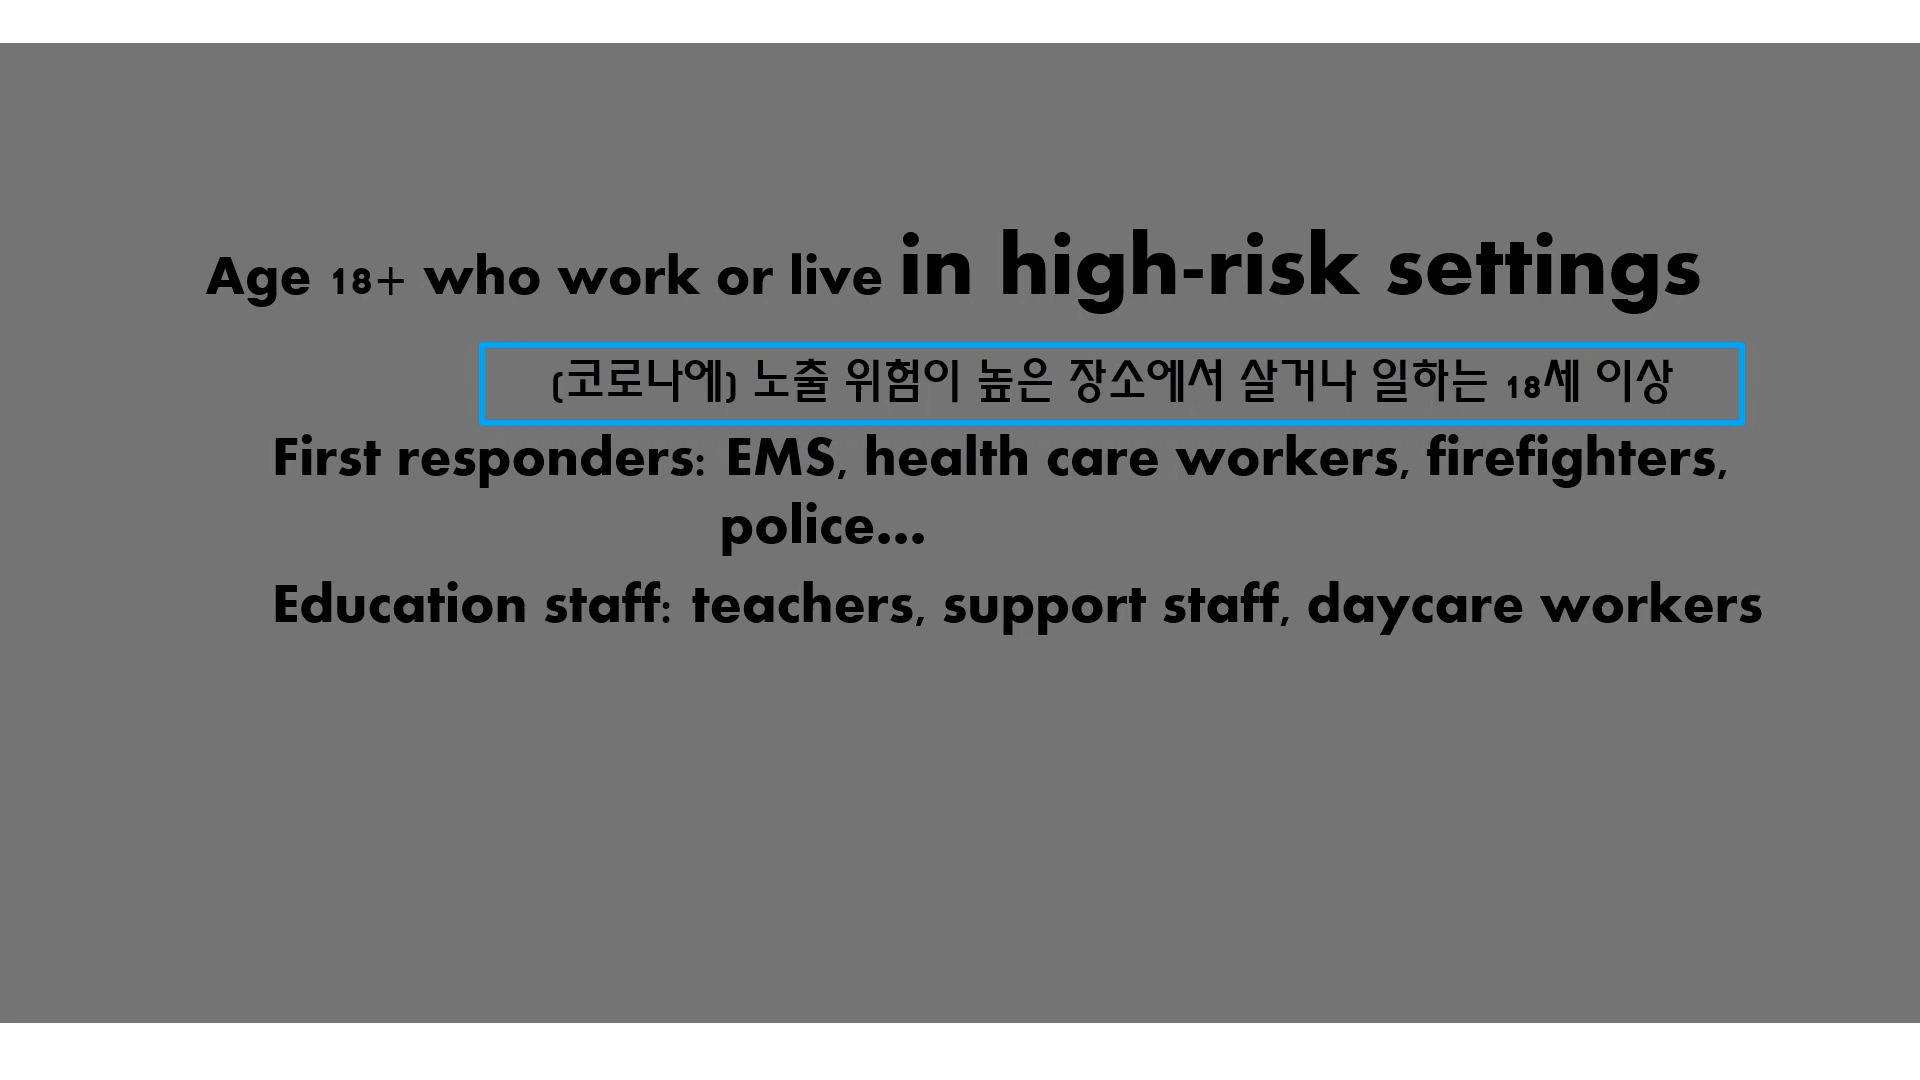 Age 18+ who work or live in high-risk settings
(코로나에) 노출 위험이 높은 장소에서 살거나 일하는 18세 이상
First responders: EMS, health care workers, firefighters,
police...
Education staff: teachers, support staff, daycare workers